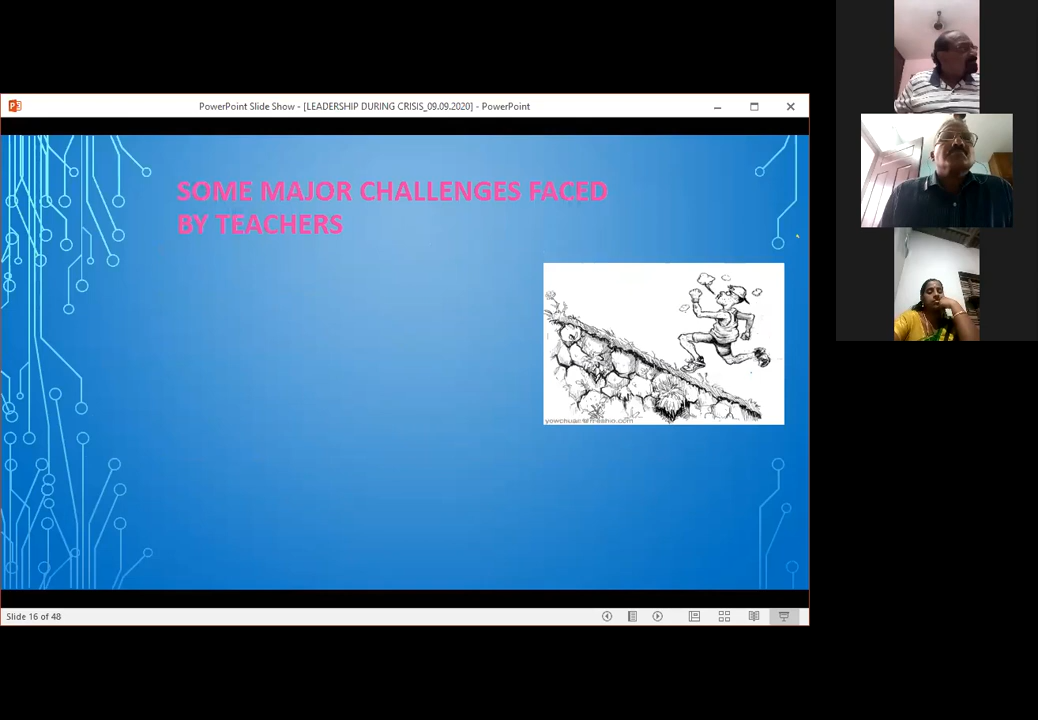 PowerPoint Slide Show - [LEADERSHIP DURING CRISIS_09.09.2020] - PowerPoint
SOME MAJOR CHALLENGES FACED
BY TEACHERS
Slide 16 of 48